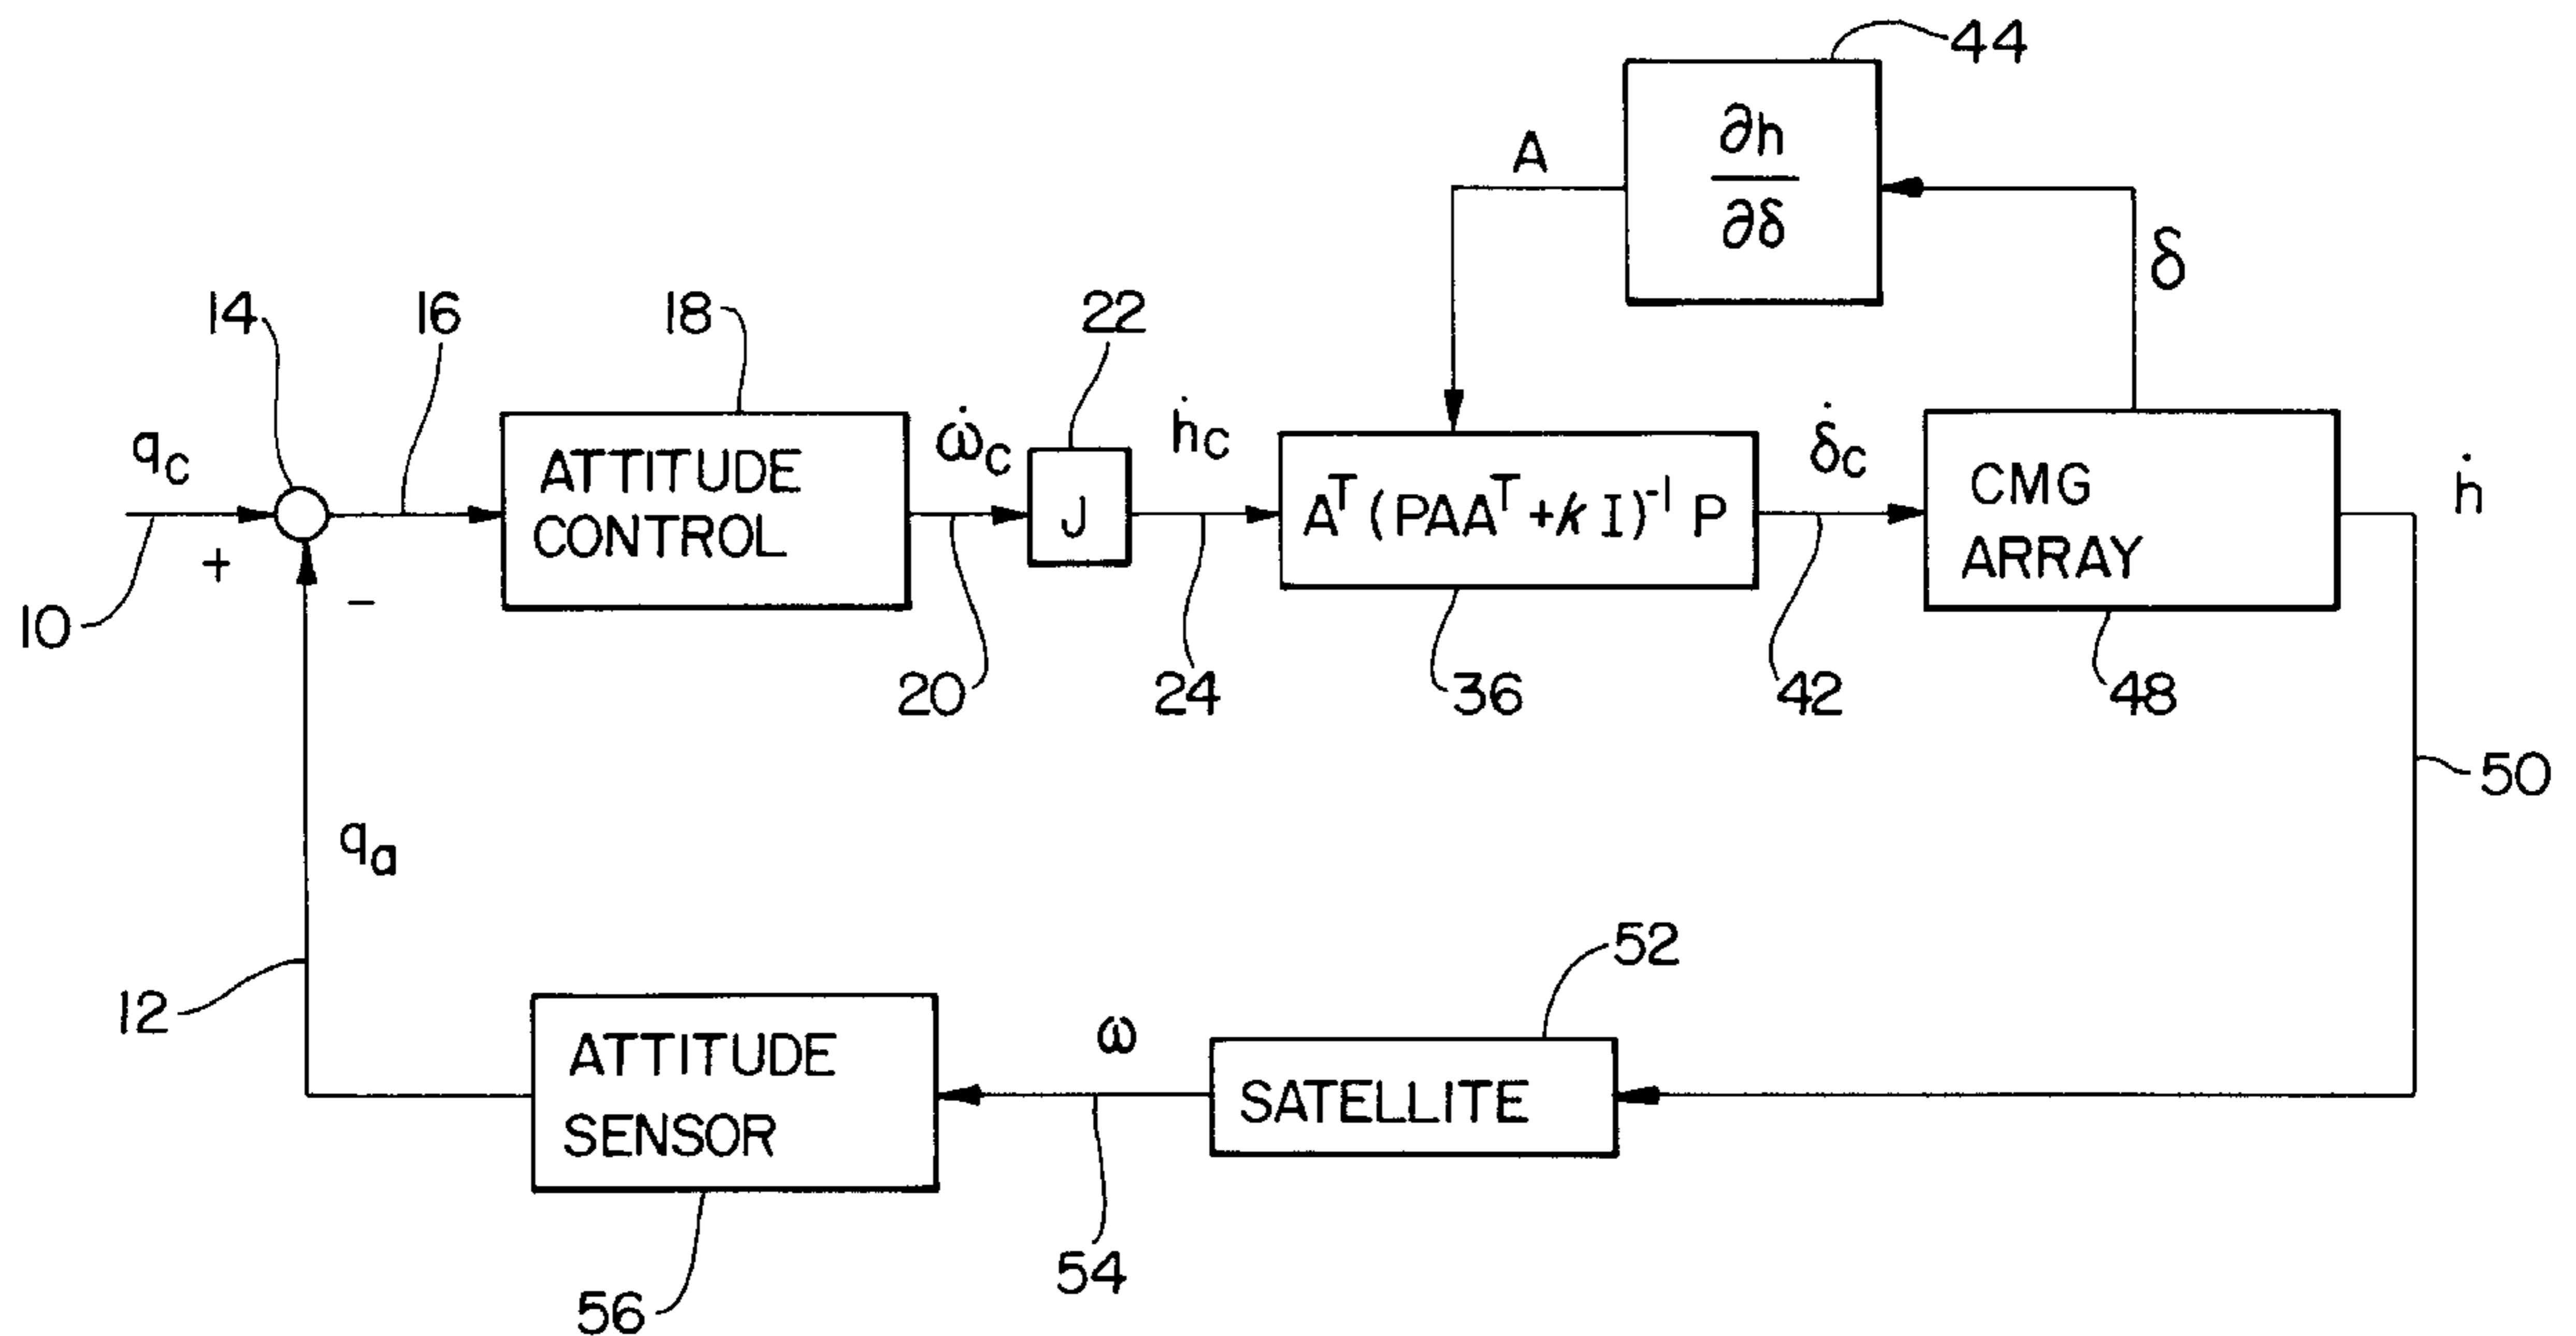 44
∂h
∂δ
A
δ
14
16
18
22
q_c
ATTITUDE
CONTROL
ω̇_c
J
ḣ_c
A^T (PAA^T + k I)^-1 P
δ̇_c
CMG
ARRAY
ḣ
+
-
10
20
24
36
42
48
50
q_a
12
ATTITUDE
SENSOR
ω
SATELLITE
52
54
56